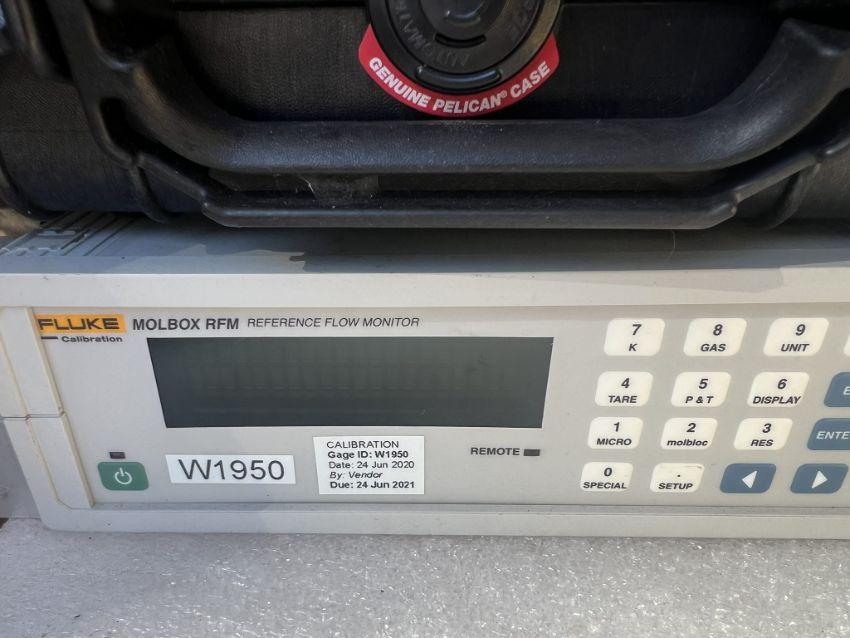 AUTOMATIC
GENUINE PELICAN® CASE
FLUKE
Calibration
MOLBOX RFM REFERENCE FLOW MONITOR
7
K
8
GAS
9
UNIT
4
TARE
5
P & T
6
DISPLAY
E
1
MICRO
2
molbloc
3
RES
ENTE
0
SPECIAL
.
SETUP
REMOTE
W1950
CALIBRATION
Gage ID: W1950
Date: 24 Jun 2020
By: Vendor
Due: 24 Jun 2021